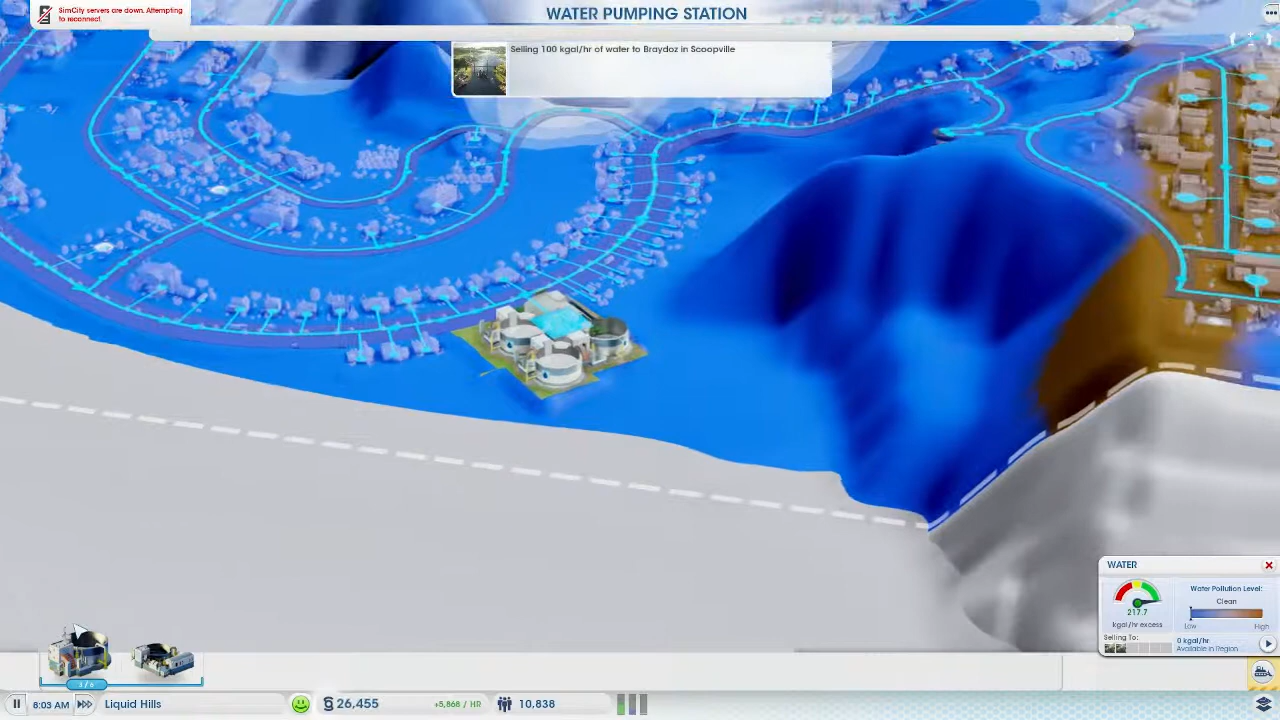 SimCity servers are down. Attempting
to reconnect.
WATER PUMPING STATION
Selling 100 kgal/hr of water to Braydoz in Scoopville
WATER
217.7
kgal/hr excess
Water Pollution Level:
Clean
Low
High
Selling To:
0 kgal/hr
Available in Region
3/6
8:03 AM
Liquid Hills
26,455
+5,868 / HR
10,838